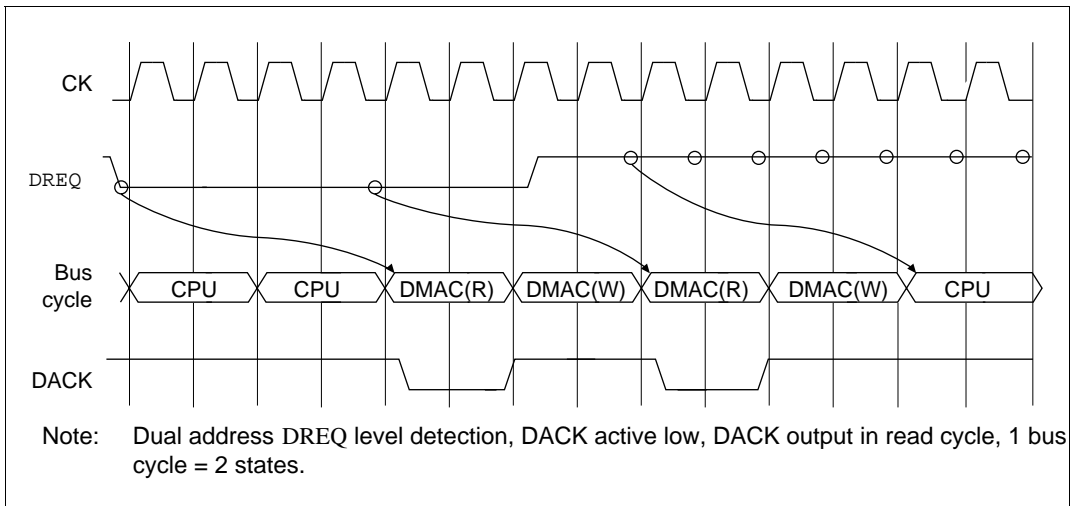 CK
DREQ
Bus
cycle
CPU CPU DMAC(R) DMAC(W) DMAC(R) DMAC(W) CPU
DACK
Note: Dual address DREQ level detection, DACK active low, DACK output in read cycle, 1 bus
cycle = 2 states.